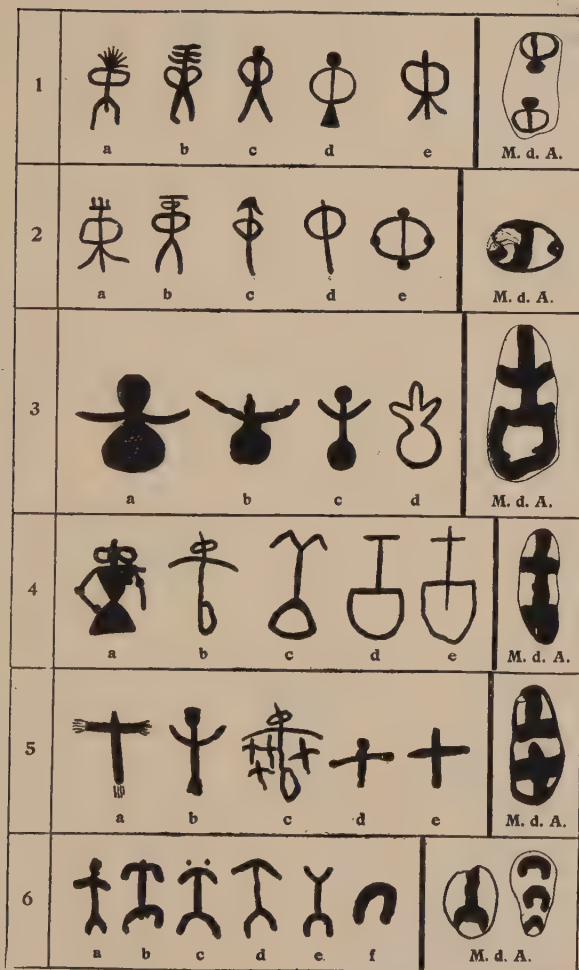 1
a b c d e M. d. A.
2
a b c d e M. d. A.
3
a b c d M. d. A.
4
a b c d e M. d. A.
5
a b c d e M. d. A.
6
a b c d e. f M. d. A.